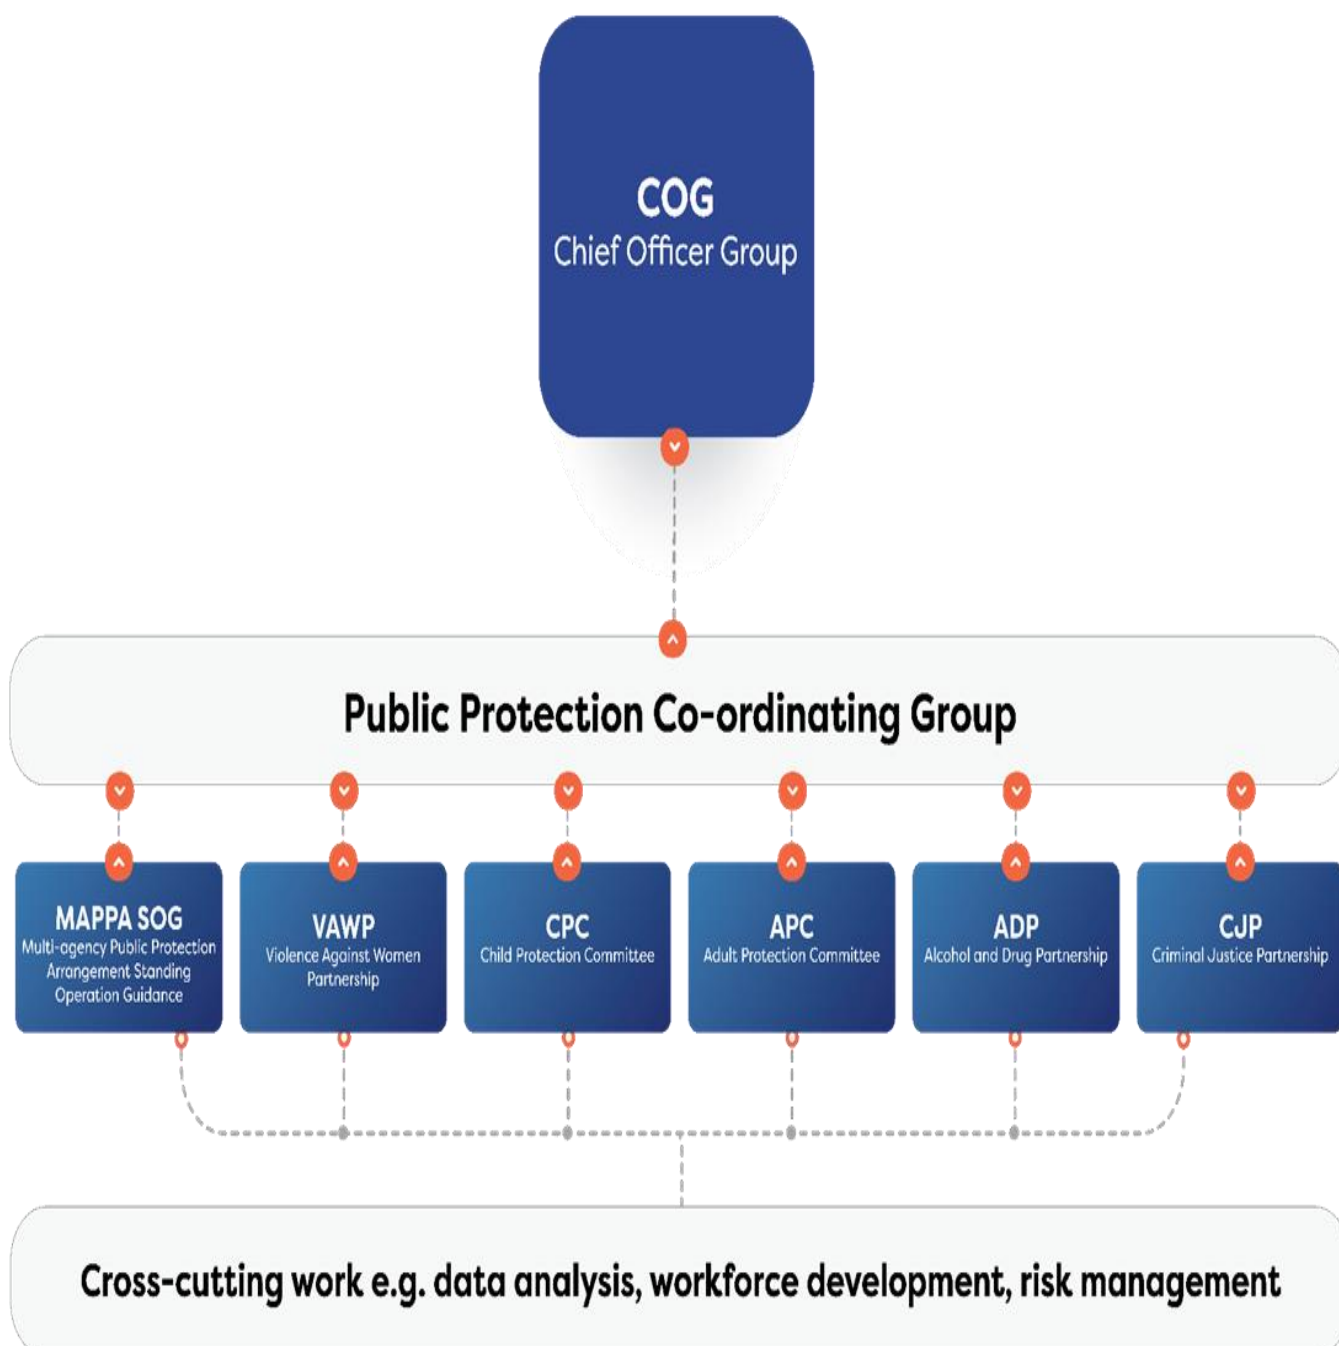 COG
Chief Officer Group
Public Protection Co-ordinating Group
MAPPA SOG
Multi-agency Public Protection
Arrangement Standing
Operation Guidance
VAWP
Violence Against Women
Partnership
CPC
Child Protection Committee
APC
Adult Protection Committee
ADP
Alcohol and Drug Partnership
CJP
Criminal Justice Partnership
Cross-cutting work e.g. data analysis, workforce development, risk management